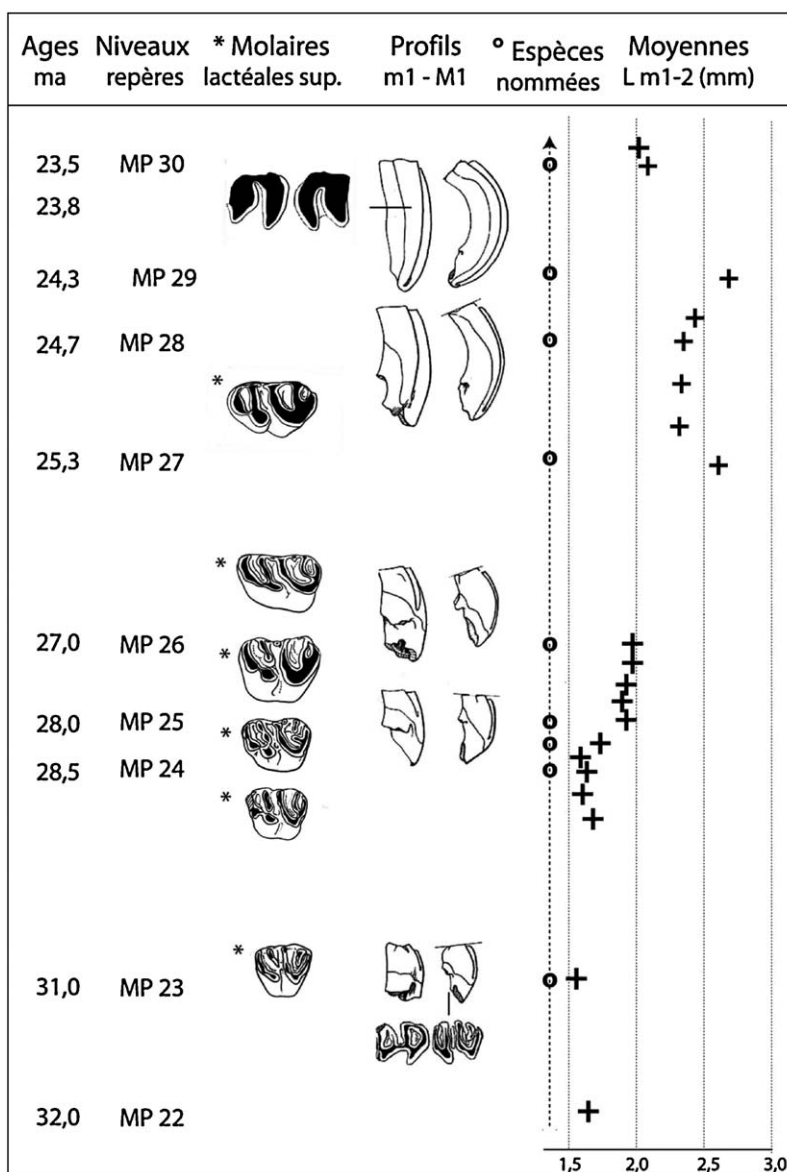 Ages Niveaux * Molaires Profils ° Espèces Moyennes
ma repères lactéales sup. m1 - M1 nommées L m1-2 (mm)
23,5 MP 30
23,8
24,3 MP 29
24,7 MP 28
*
25,3 MP 27
*
27,0 MP 26
*
28,0 MP 25
*
28,5 MP 24
*
*
31,0 MP 23
32,0 MP 22
1,5 2,0 2,5 3,0